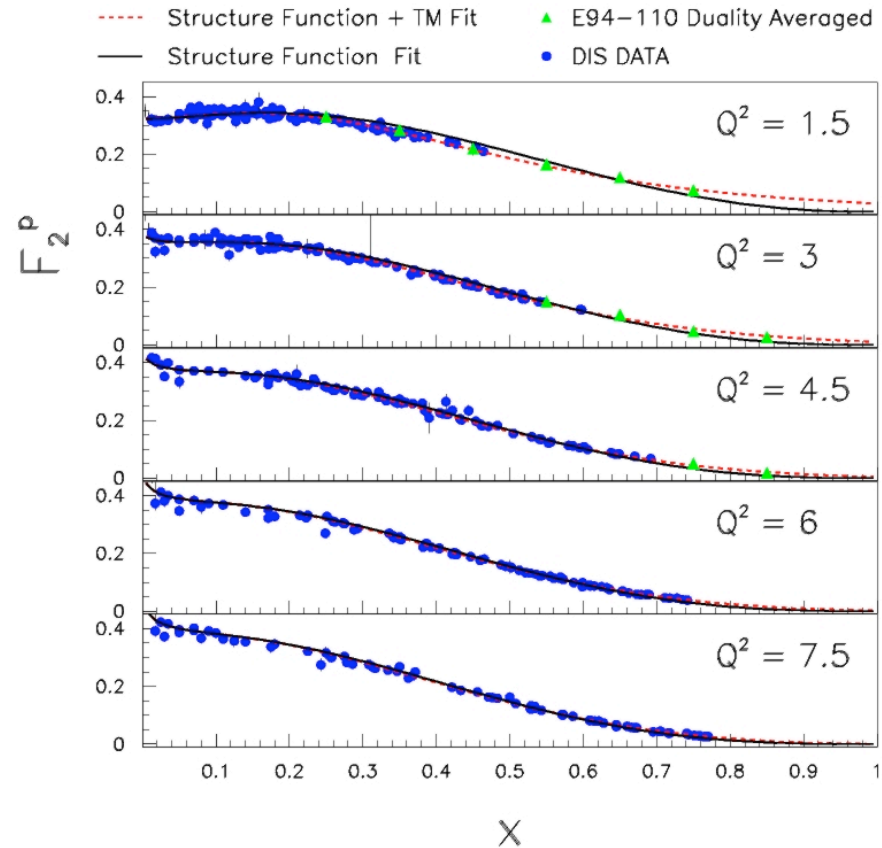 Structure Function + TM Fit E94-110 Duality Averaged
Structure Function Fit DIS DATA
F₂ᵖ
0.4
0.2
0
Q² = 1.5
0.4
0.2
0
Q² = 3
0.4
0.2
0
Q² = 4.5
0.4
0.2
0
Q² = 6
0.4
0.2
0
Q² = 7.5
0.1 0.2 0.3 0.4 0.5 0.6 0.7 0.8 0.9 1
X